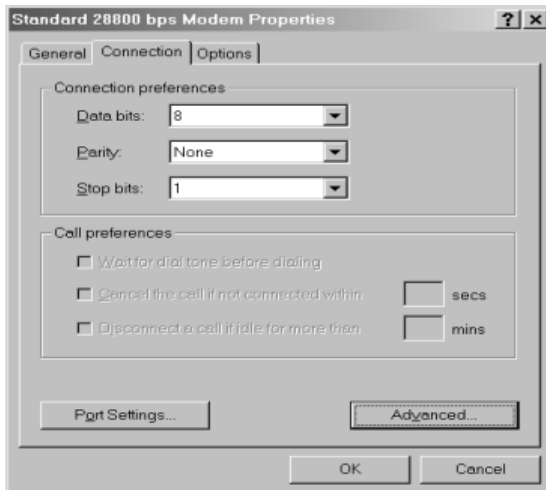 Standard 28800 bps Modem Properties
General Connection Options
Connection preferences
Data bits: 8
Parity: None
Stop bits: 1
Call preferences
Wait for dial tone before dialing
Cancel the call if not connected within secs
Disconnect a call if idle for more than mins
Port Settings... Advanced...
OK Cancel